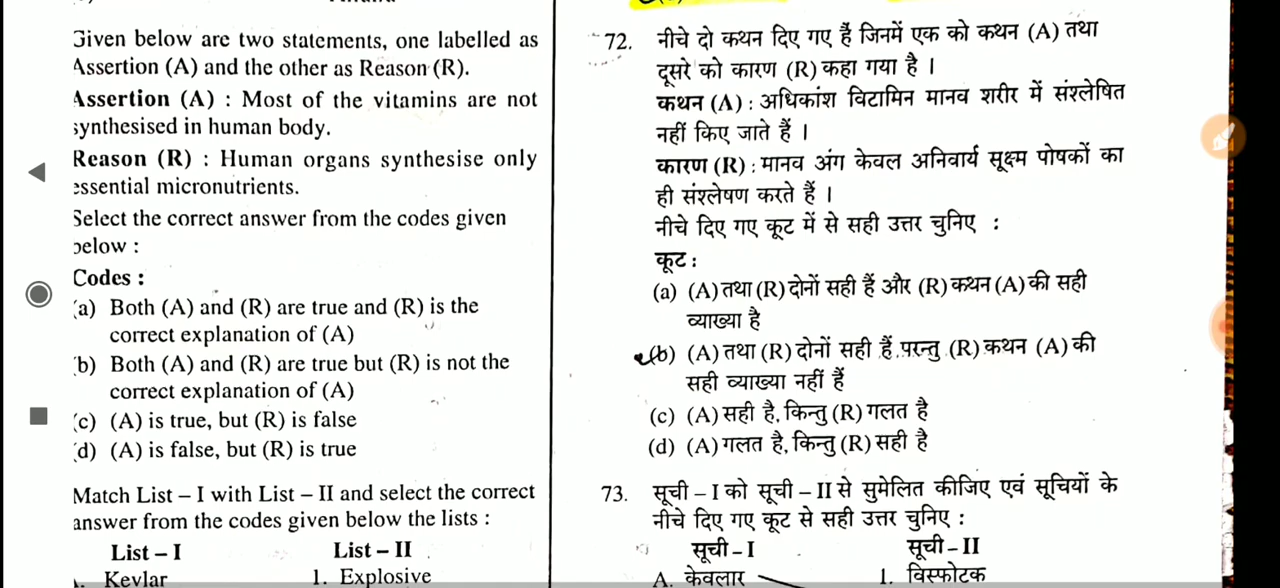 Given below are two statements, one labelled as
Assertion (A) and the other as Reason (R).
Assertion (A) : Most of the vitamins are not
synthesised in human body.
Reason (R) : Human organs synthesise only
essential micronutrients.
Select the correct answer from the codes given
below :
Codes :
(a) Both (A) and (R) are true and (R) is the
correct explanation of (A)
(b) Both (A) and (R) are true but (R) is not the
correct explanation of (A)
(c) (A) is true, but (R) is false
(d) (A) is false, but (R) is true
Match List – I with List – II and select the correct
answer from the codes given below the lists :
List – I List – II
Kevlar 1. Explosive
72. नीचे दो कथन दिए गए हैं जिनमें एक को कथन (A) तथा
दूसरे को कारण (R) कहा गया है ।
कथन (A) : अधिकांश विटामिन मानव शरीर में संश्लेषित
नहीं किए जाते हैं ।
कारण (R) : मानव अंग केवल अनिवार्य सूक्ष्म पोषकों का
ही संश्लेषण करते हैं ।
नीचे दिए गए कूट में से सही उत्तर चुनिए :
कूट :
(a) (A) तथा (R) दोनों सही हैं और (R) कथन (A) की सही
व्याख्या है
(b) (A) तथा (R) दोनों सही हैं, परन्तु (R) कथन (A) की
सही व्याख्या नहीं हैं
(c) (A) सही है, किन्तु (R) गलत है
(d) (A) गलत है, किन्तु (R) सही है
73. सूची – I को सूची – II से सुमेलित कीजिए एवं सूचियों के
नीचे दिए गए कूट से सही उत्तर चुनिए :
सूची – I सूची – II
A. केवलार 1. विस्फोटक